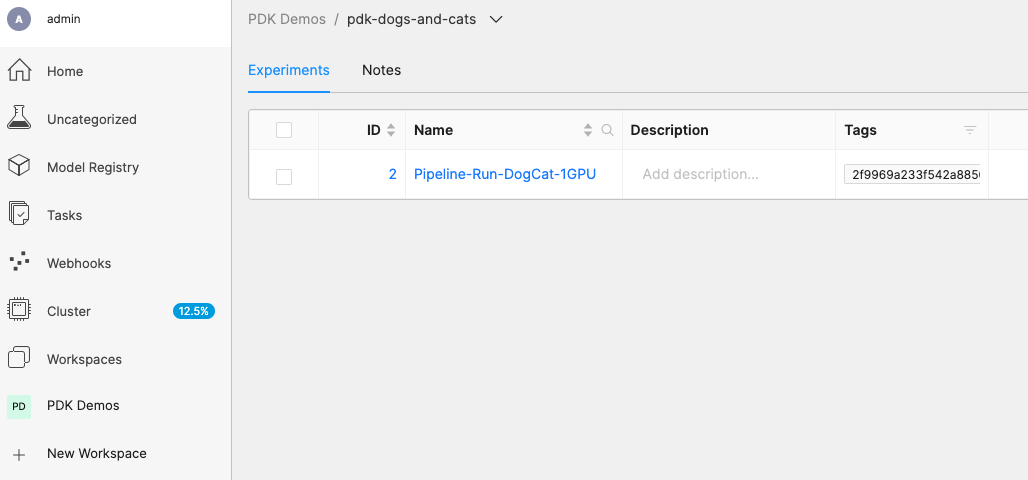 A admin
Home
Uncategorized
Model Registry
Tasks
Webhooks
Cluster 12.5%
Workspaces
PD PDK Demos
New Workspace
PDK Demos / pdk-dogs-and-cats
Experiments Notes
ID Name Description Tags
2 Pipeline-Run-DogCat-1GPU Add description... 2f9969a233f542a885